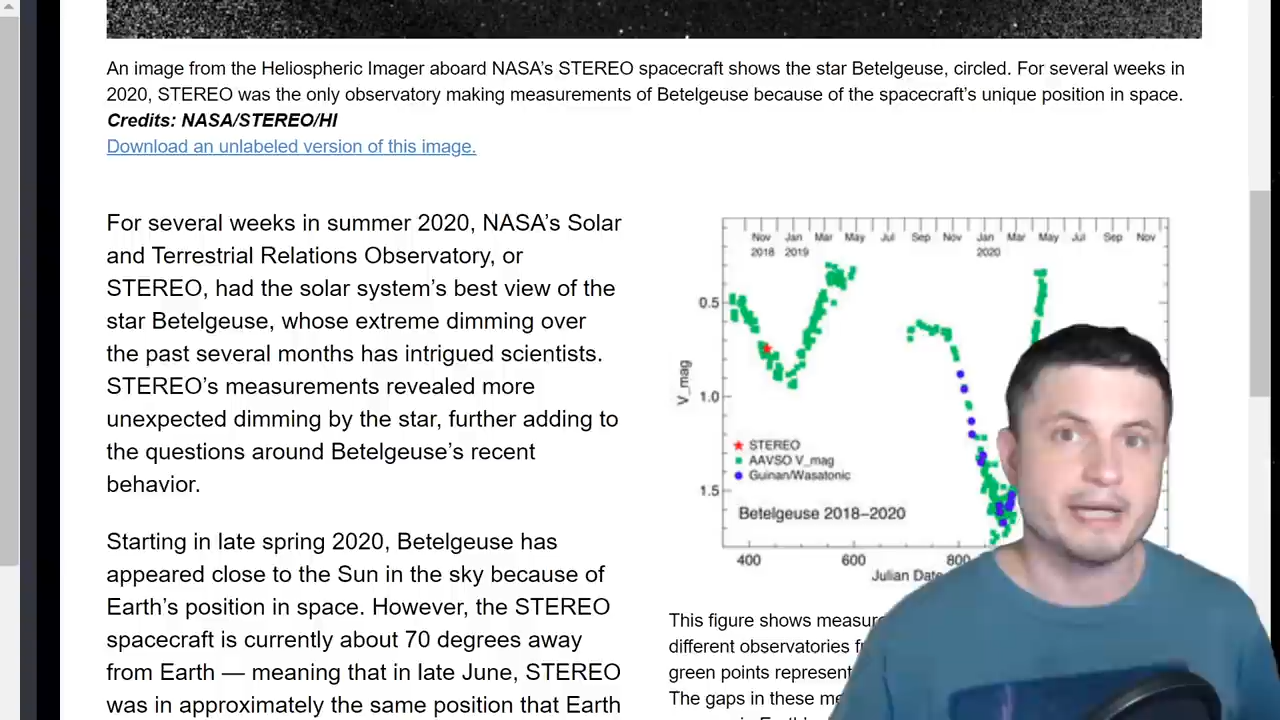 An image from the Heliospheric Imager aboard NASA's STEREO spacecraft shows the star Betelgeuse, circled. For several weeks in
2020, STEREO was the only observatory making measurements of Betelgeuse because of the spacecraft's unique position in space.
Credits: NASA/STEREO/HI
Download an unlabeled version of this image.
For several weeks in summer 2020, NASA's Solar
and Terrestrial Relations Observatory, or
STEREO, had the solar system's best view of the
star Betelgeuse, whose extreme dimming over
the past several months has intrigued scientists.
STEREO's measurements revealed more
unexpected dimming by the star, further adding to
the questions around Betelgeuse's recent
behavior.
Starting in late spring 2020, Betelgeuse has
appeared close to the Sun in the sky because of
Earth's position in space. However, the STEREO
spacecraft is currently about 70 degrees away
from Earth — meaning that in late June, STEREO
was in approximately the same position that Earth
Nov Jan Mar May Jul Sep Nov Jan Mar May Jul Sep Nov
2018 2019 2020
0.5
1.0
1.5
V_mag
STEREO
AAVSO V_mag
Guinan/Wasatonic
Betelgeuse 2018–2020
400 600 800
Julian Date
This figure shows
different observatories
green points represent
The gaps in these